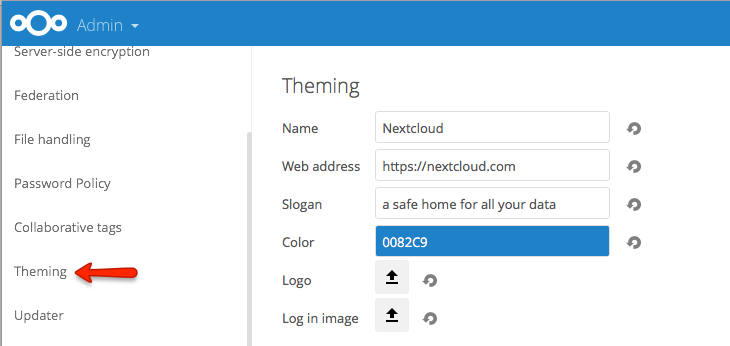 Admin
Server-side encryption
Federation
File handling
Password Policy
Collaborative tags
Theming
Updater
Theming
Name Nextcloud
Web address https://nextcloud.com
Slogan a safe home for all your data
Color 0082C9
Logo
Log in image